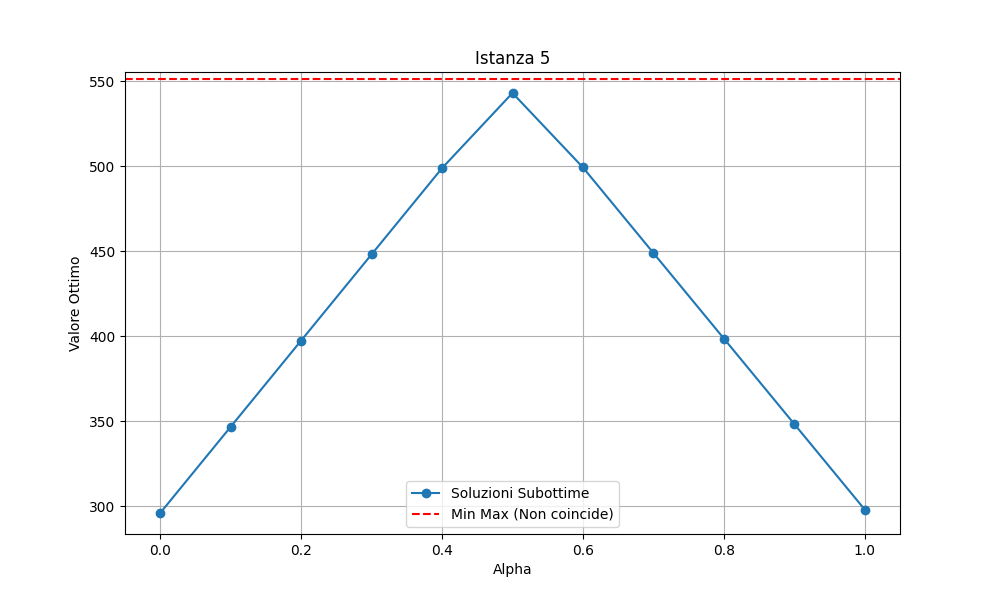 Istanza 5
550
500
450
400
350
300
Valore Ottimo
Soluzioni Subottime
Min Max (Non coincide)
0.0 0.2 0.4 0.6 0.8 1.0
Alpha